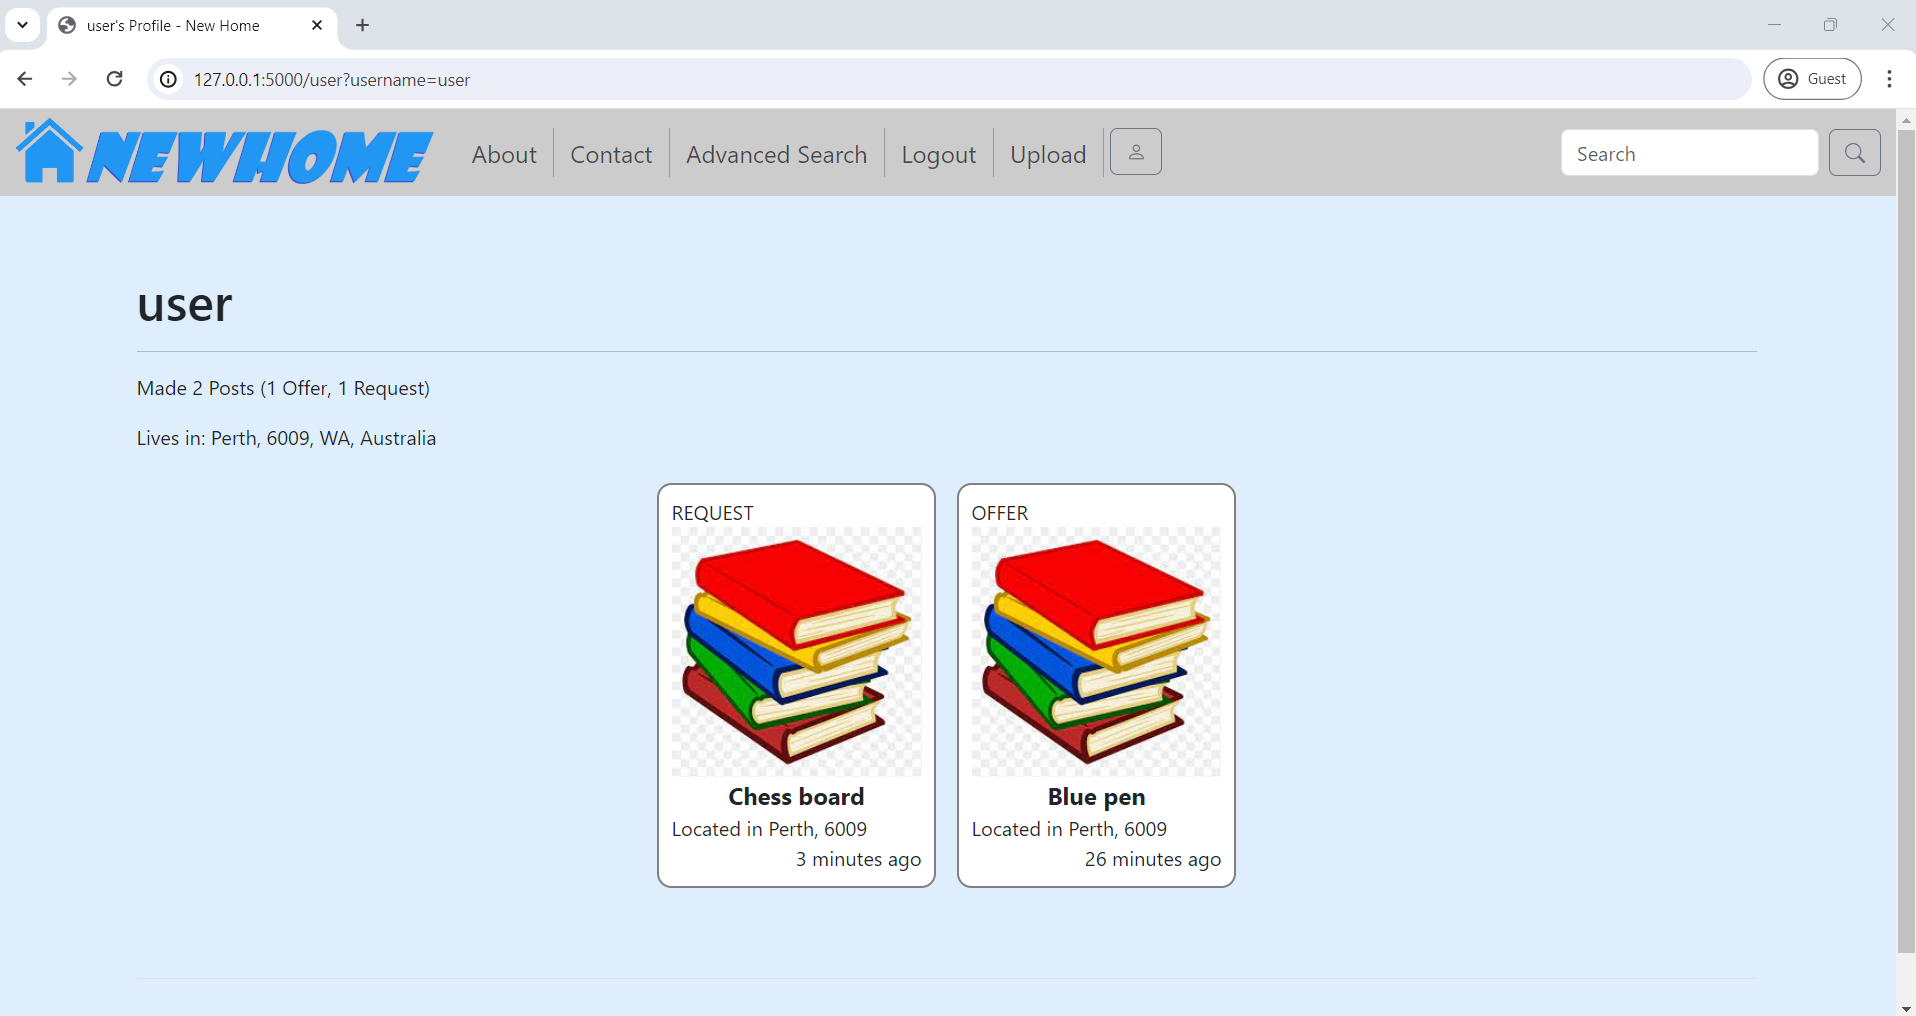 user's Profile - New Home
127.0.0.1:5000/user?username=user
Guest
NEWHOME
About
Contact
Advanced Search
Logout
Upload
Search
user
Made 2 Posts (1 Offer, 1 Request)
Lives in: Perth, 6009, WA, Australia
REQUEST
Chess board
Located in Perth, 6009
3 minutes ago
OFFER
Blue pen
Located in Perth, 6009
26 minutes ago